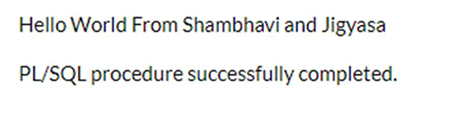 Hello World From Shambhavi and Jigyasa
PL/SQL procedure successfully completed.